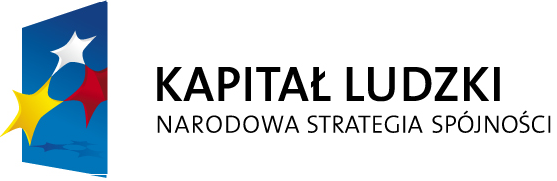 KAPITAŁ LUDZKI
NARODOWA STRATEGIA SPÓJNOŚCI